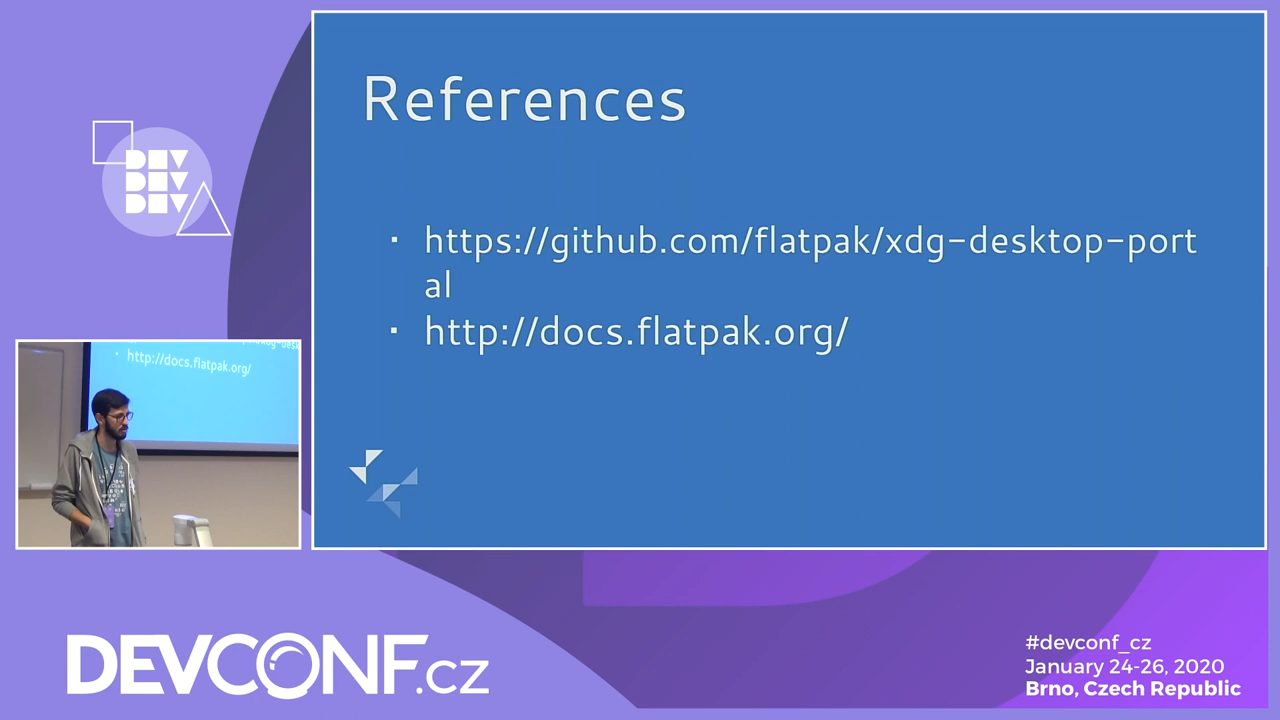 References
https://github.com/flatpak/xdg-desktop-port
al
http://docs.flatpak.org/
DEV
DEV
DEV
http://docs.flatpak.org/
DEVCONF.cz
#devconf_cz
January 24-26, 2020
Brno, Czech Republic